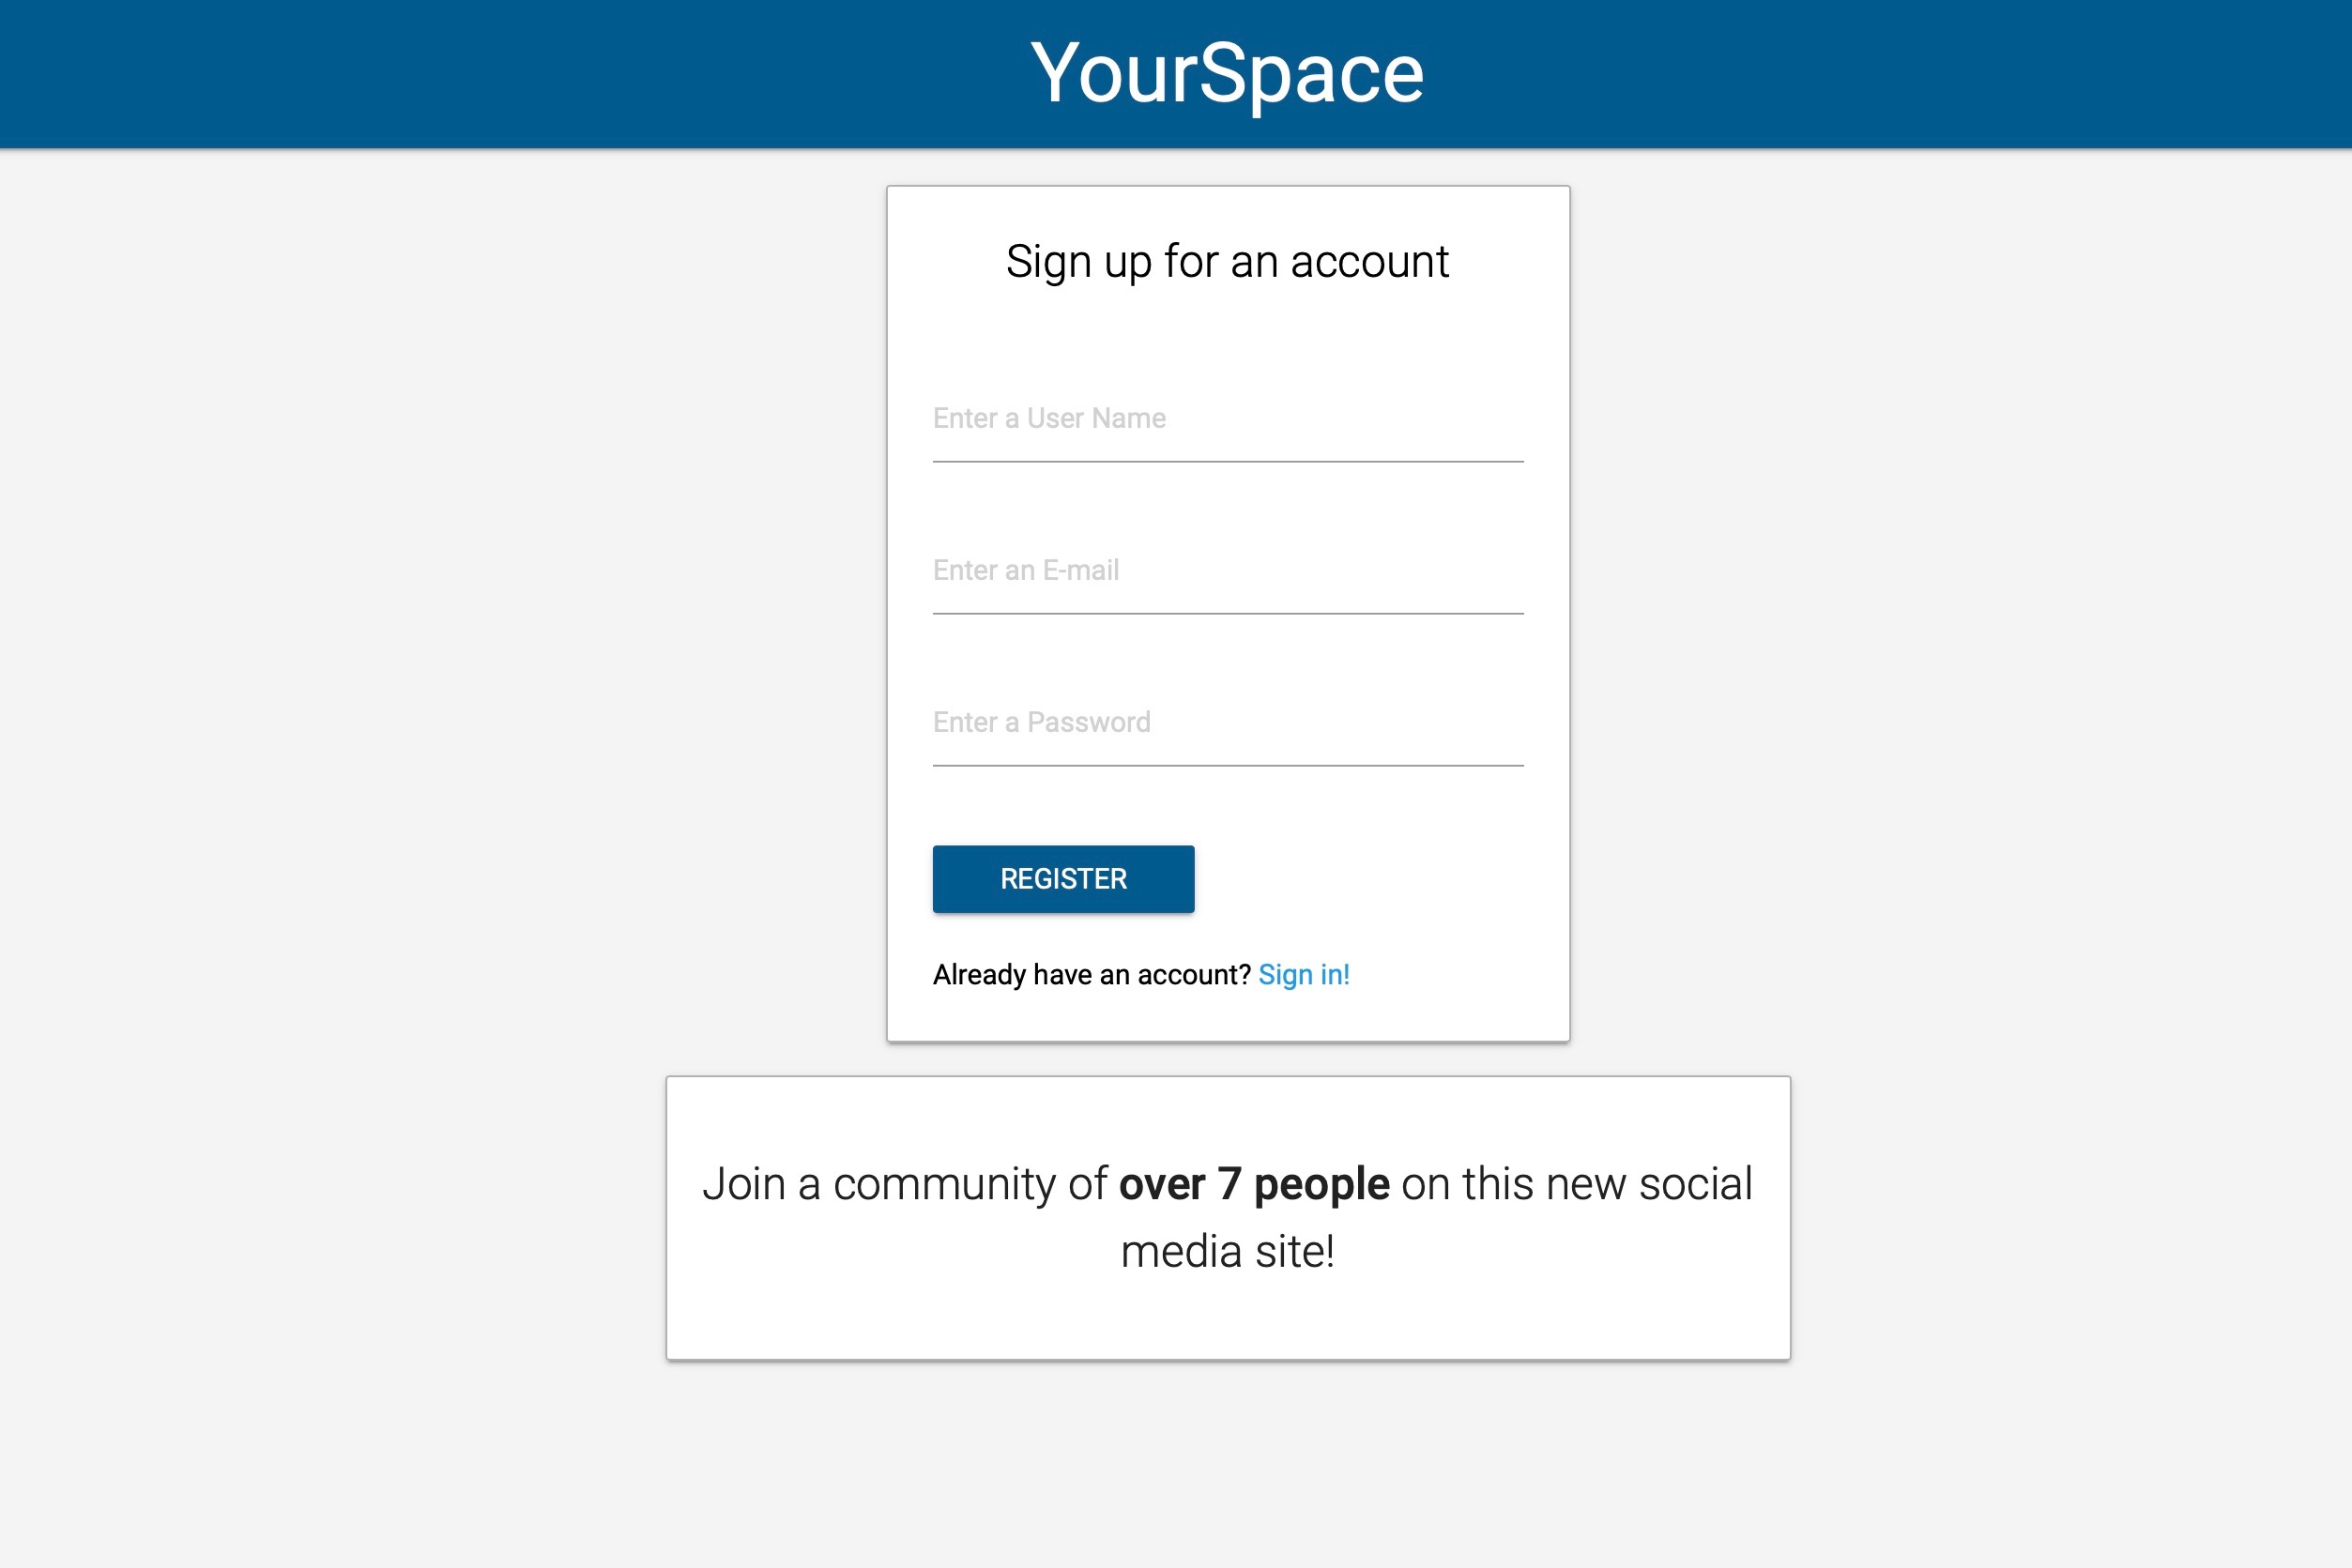 YourSpace
Sign up for an account
Enter a User Name
Enter an E-mail
Enter a Password
REGISTER
Already have an account? Sign in!
Join a community of over 7 people on this new social
media site!